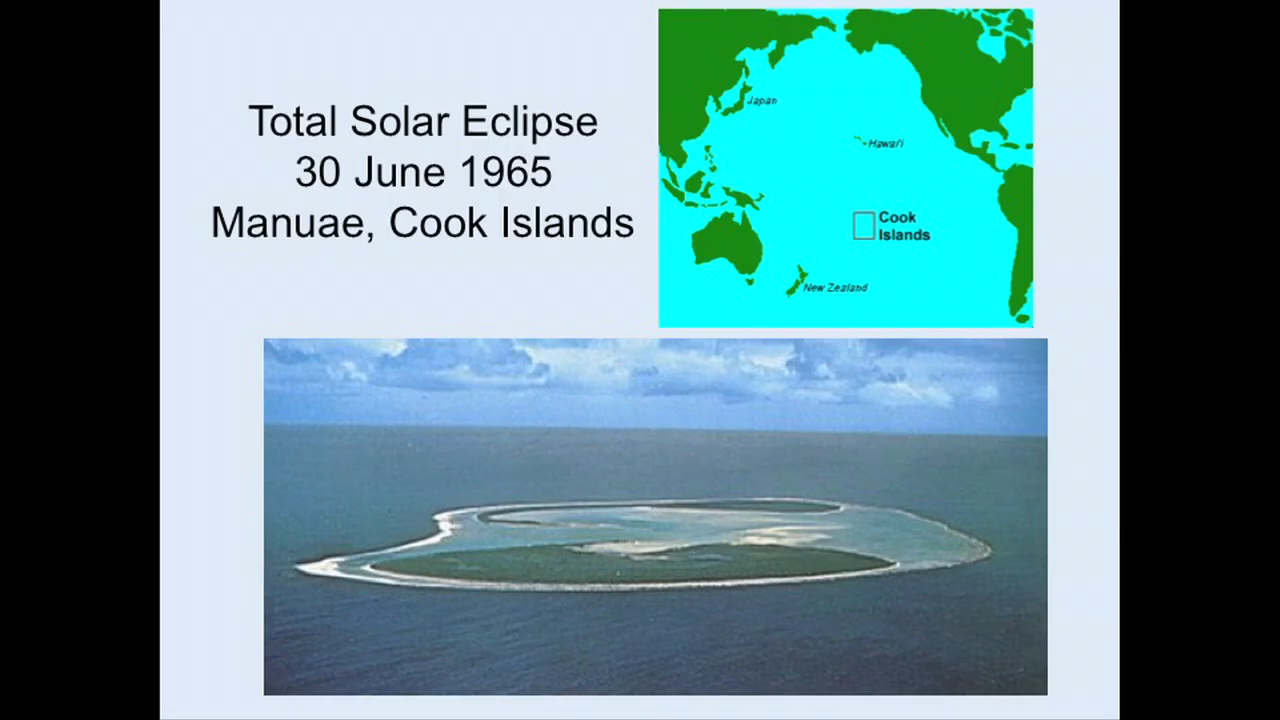 Total Solar Eclipse
30 June 1965
Manuae, Cook Islands
Japan
Hawai'i
Cook
Islands
New Zealand